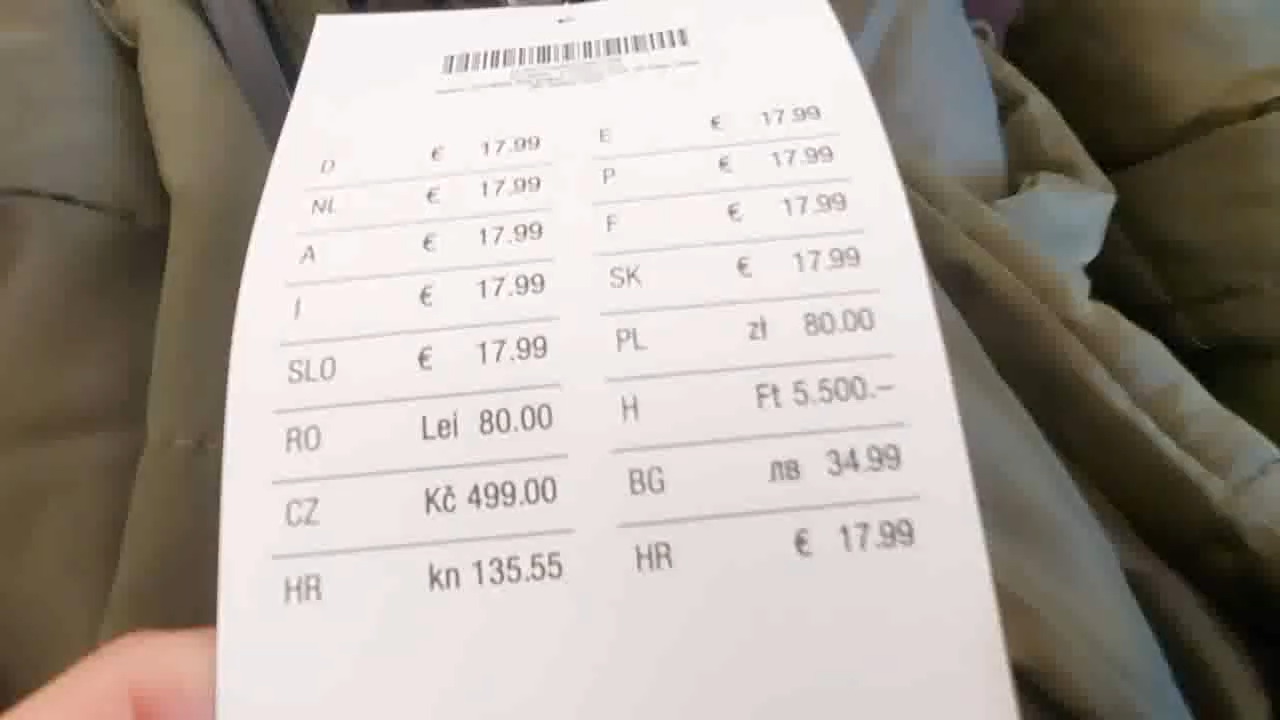 D € 17.99
NL € 17.99
A € 17.99
I € 17.99
SLO € 17.99
RO Lei 80.00
CZ Kč 499.00
HR kn 135.55
E € 17.99
P € 17.99
F € 17.99
SK € 17.99
PL zł 80.00
H Ft 5.500.–
BG лв 34.99
HR € 17.99